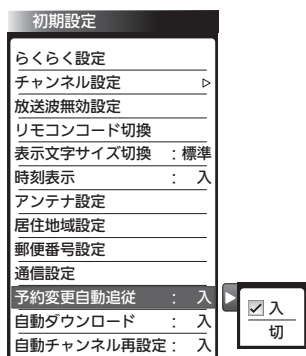 初期設定
らくらく設定
チャンネル設定 ▷
放送波無効設定
リモコンコード切換
表示文字サイズ切換 : 標準
時刻表示 : 入
アンテナ設定
居住地域設定
郵便番号設定
通信設定
予約変更自動追従 : 入
自動ダウンロード : 入
自動チャンネル再設定 : 入
入
切